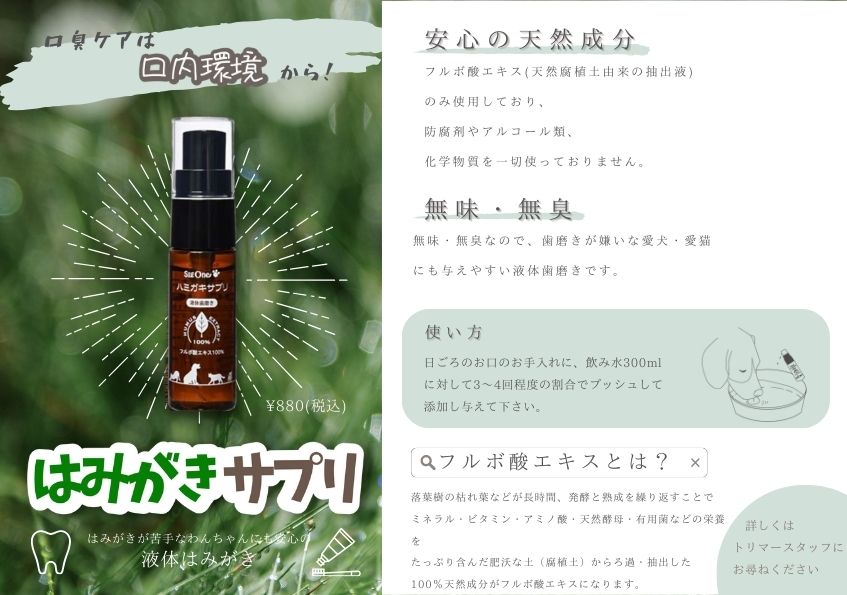 口臭ケアは
口内環境 から!
Sui One
ハミガキサプリ
液体歯磨き
HUMUS EXTRACT
100%
フルボ酸エキス100%
¥880(税込)
はみがきサプリ
はみがきが苦手なわんちゃんにも安心の
液体はみがき
安心の天然成分
フルボ酸エキス(天然腐植土由来の抽出液)
のみ使用しており、
防腐剤やアルコール類、
化学物質を一切使っておりません。
無味・無臭
無味・無臭なので、歯磨きが嫌いな愛犬・愛猫
にも与えやすい液体歯磨きです。
使い方
日ごろのお口のお手入れに、飲み水300ml
に対して3〜4回程度の割合でプッシュして
添加し与えて下さい。
フルボ酸エキスとは?
落葉樹の枯れ葉などが長時間、発酵と熟成を繰り返すことで
ミネラル・ビタミン・アミノ酸・天然酵母・有用菌などの栄養
を
たっぷり含んだ肥沃な土（腐植土）からろ過・抽出した
100%天然成分がフルボ酸エキスになります。
詳しくは
トリマースタッフに
お尋ねください